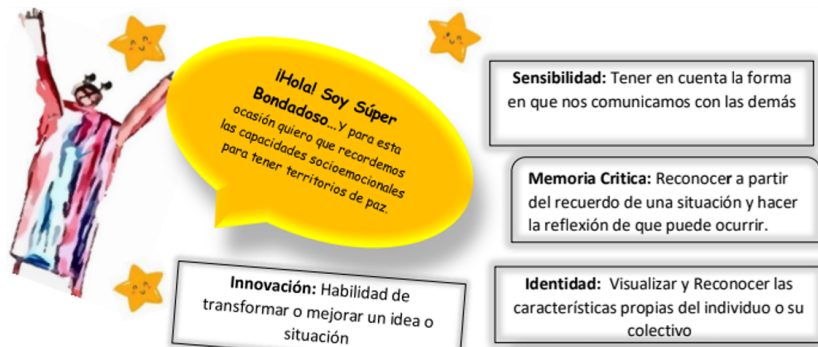 ¡Hola! Soy Súper
Bondadoso... Y para esta
ocasión quiero que recordemos
las capacidades socioemocionales
para tener territorios de paz.
Sensibilidad: Tener en cuenta la forma
en que nos comunicamos con las demás
Memoria Critica: Reconocer a partir
del recuerdo de una situación y hacer
la reflexión de que puede ocurrir.
Innovación: Habilidad de
transformar o mejorar un idea o
situación
Identidad: Visualizar y Reconocer las
características propias del individuo o su
colectivo